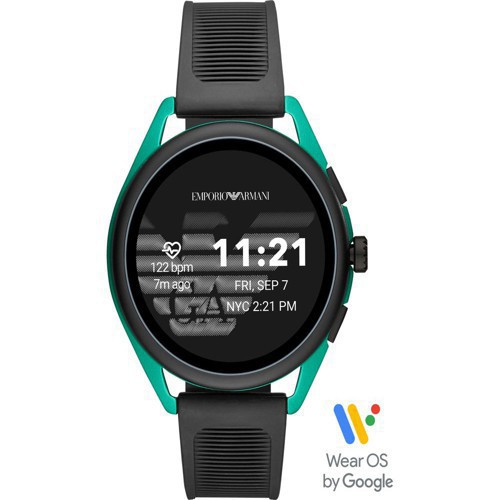 EMPORIO ARMANI
11:21
122 bpm
7m ago
FRI, SEP 7
NYC 2:21 PM
GA
Wear OS
by Google